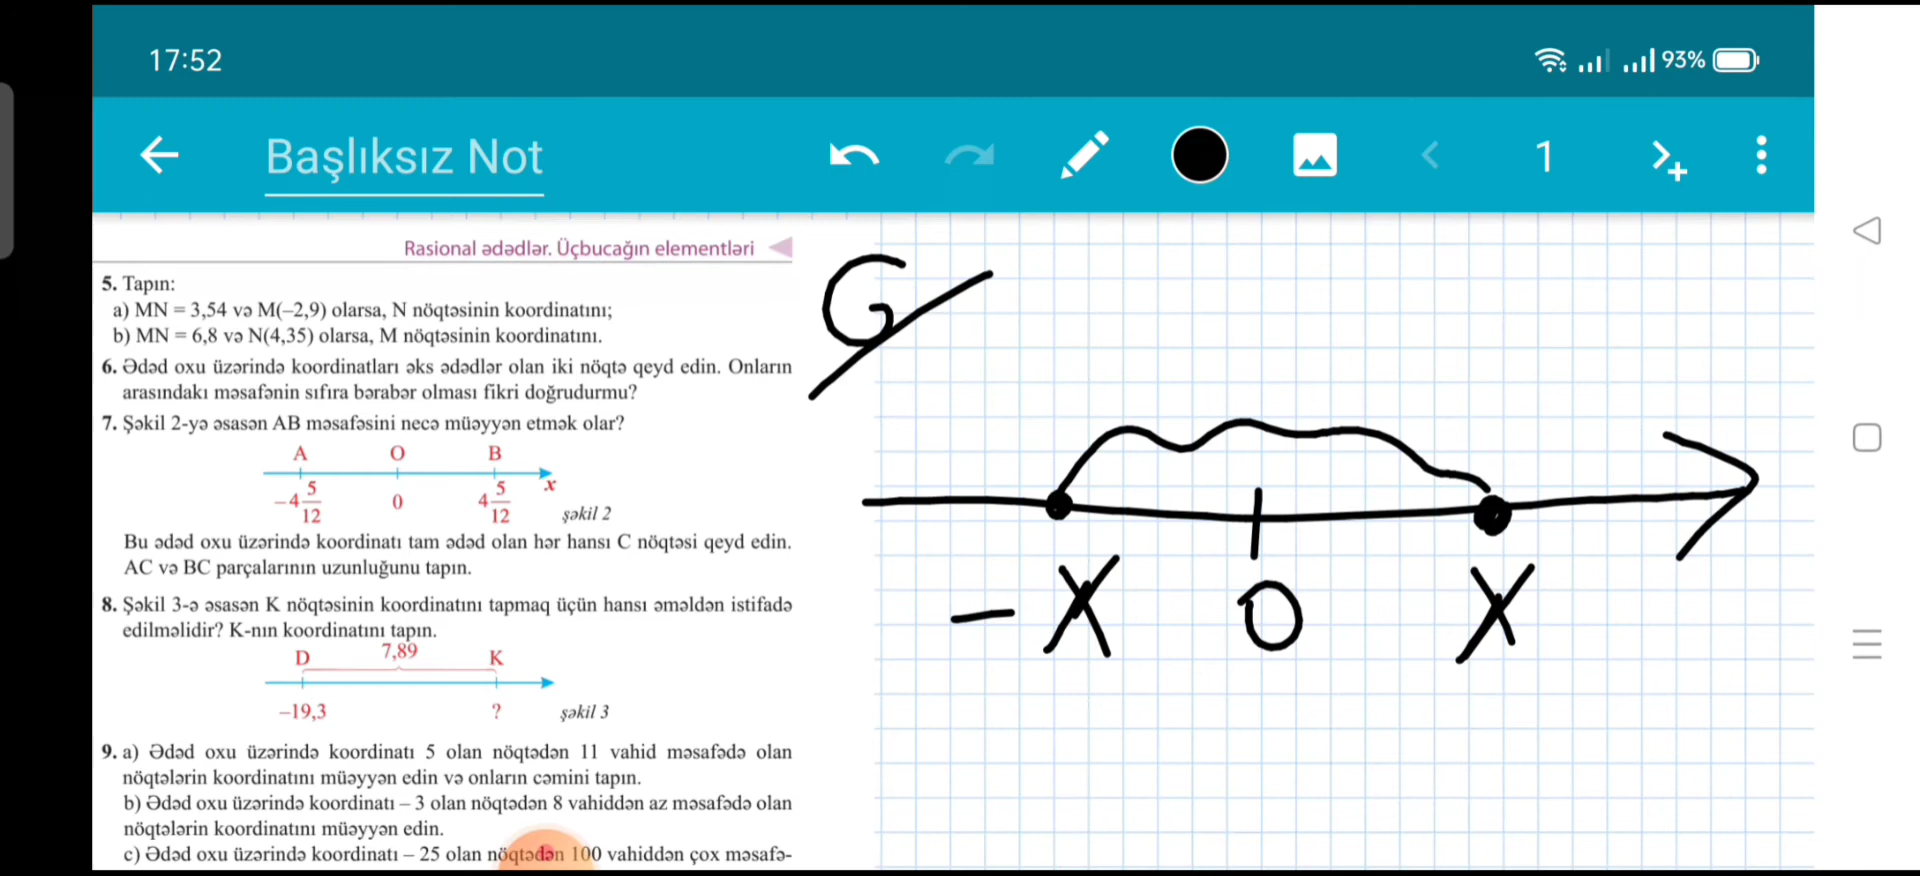 17:52
93%
Başlıksız Not
1
Rasional ədədlər. Üçbucağın elementləri
5. Tapın:
a) MN = 3,54 və M(–2,9) olarsa, N nöqtəsinin koordinatını;
b) MN = 6,8 və N(4,35) olarsa, M nöqtəsinin koordinatını.
6. Ədəd oxu üzərində koordinatları əks ədədlər olan iki nöqtə qeyd edin. Onların
arasındakı məsafənin sıfıra bərabər olması fikri doğrudurmu?
7. Şəkil 2-yə əsasən AB məsafəsini necə müəyyən etmək olar?
A O B
x
–4 5/12 0 4 5/12
şəkil 2
Bu ədəd oxu üzərində koordinatı tam ədəd olan hər hansı C nöqtəsi qeyd edin.
AC və BC parçalarının uzunluğunu tapın.
8. Şəkil 3-ə əsasən K nöqtəsinin koordinatını tapmaq üçün hansı əməldən istifadə
edilməlidir? K-nın koordinatını tapın.
D 7,89 K
–19,3 ? şəkil 3
9. a) Ədəd oxu üzərində koordinatı 5 olan nöqtədən 11 vahid məsafədə olan
nöqtələrin koordinatını müəyyən edin və onların cəmini tapın.
b) Ədəd oxu üzərində koordinatı – 3 olan nöqtədən 8 vahiddən az məsafədə olan
nöqtələrin koordinatını müəyyən edin.
c) Ədəd oxu üzərində koordinatı – 25 olan nöqtədən 100 vahiddən çox məsafə-
–X 0 X